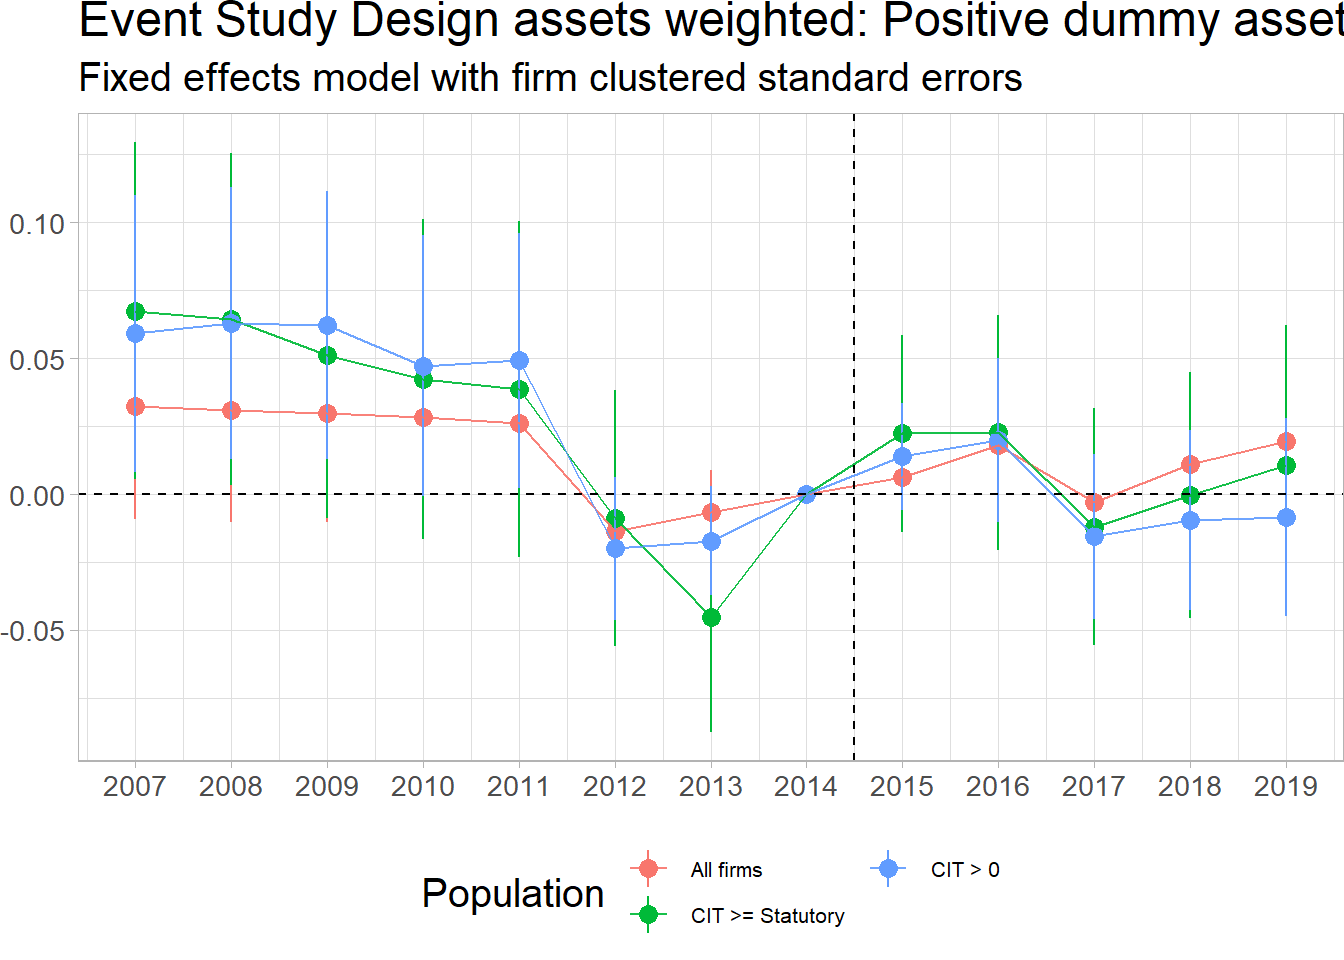 Event Study Design assets weighted: Positive dummy asset
Fixed effects model with firm clustered standard errors
0.10
0.05
0.00
-0.05
2007 2008 2009 2010 2011 2012 2013 2014 2015 2016 2017 2018 2019
Population
All firms
CIT > 0
CIT >= Statutory